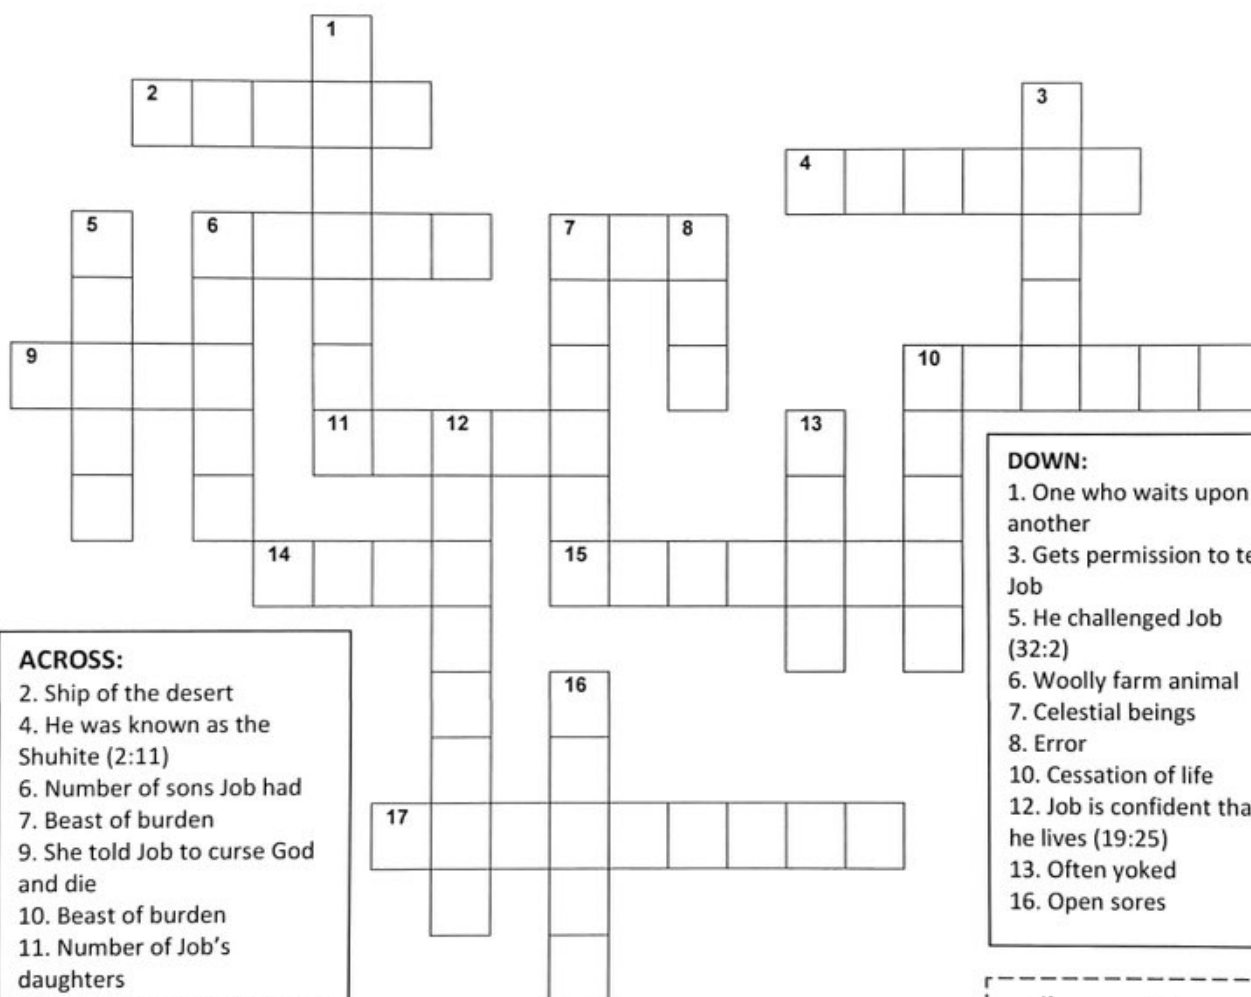 1
2
3
4
5
6
7
8
9
10
11
12
13
14
15
16
17
DOWN:
1. One who waits upon
another
3. Gets permission to
Job
5. He challenged Job
(32:2)
6. Woolly farm animal
7. Celestial beings
8. Error
10. Cessation of life
12. Job is confident
he lives (19:25)
13. Often yoked
16. Open sores
ACROSS:
2. Ship of the desert
4. He was known as the
Shuhite (2:11)
6. Number of sons Job had
7. Beast of burden
9. She told Job to curse God
and die
10. Beast of burden
11. Number of Job's
daughters